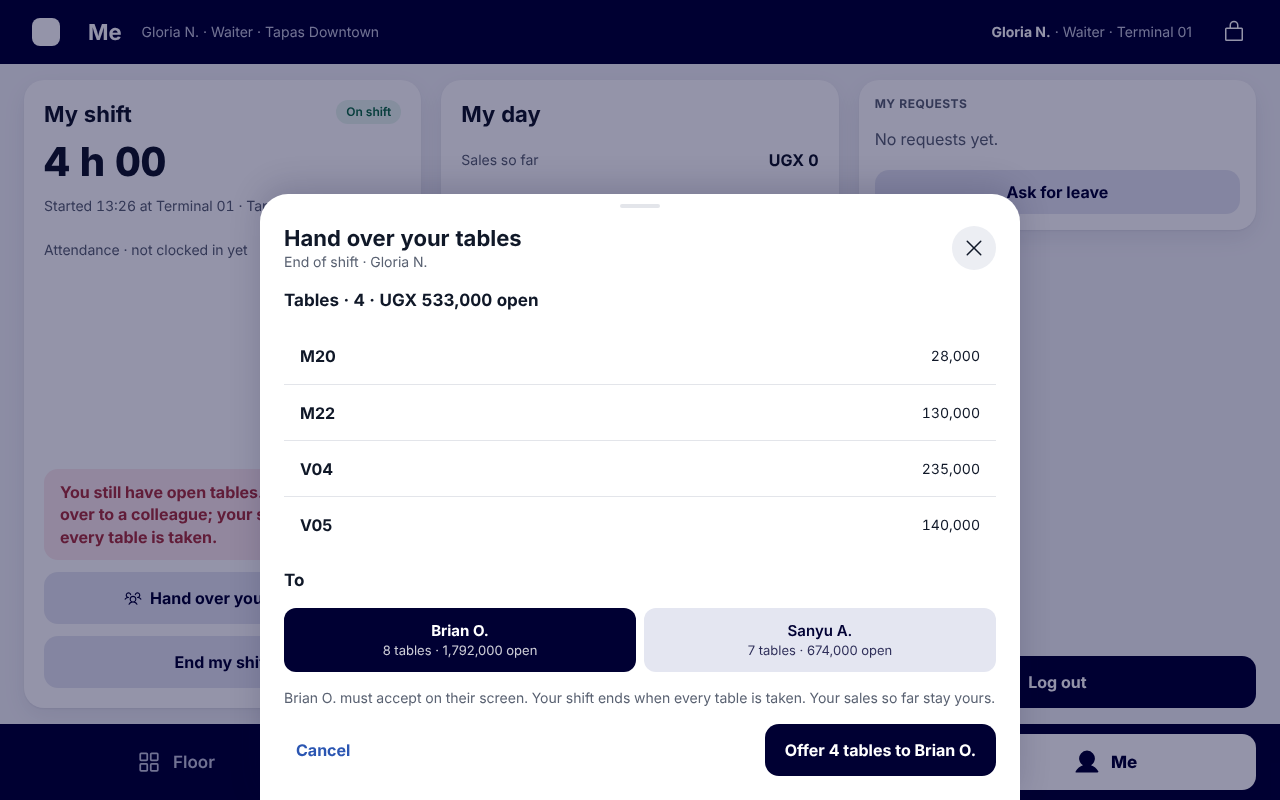 Me
Gloria N. · Waiter · Tapas Downtown
Gloria N. · Waiter · Terminal 01
My shift
On shift
4 h 00
Started 13:26 at Terminal 01 ·
Attendance · not clocked in yet
You still have open tables.
over to a colleague; your
every table is taken.
Hand over
End my
My day
Sales so far
UGX 0
MY REQUESTS
No requests yet.
Ask for leave
Hand over your tables
End of shift · Gloria N.
Tables · 4 · UGX 533,000 open
M20
28,000
M22
130,000
V04
235,000
V05
140,000
To
Brian O.
8 tables · 1,792,000 open
Sanyu A.
7 tables · 674,000 open
Brian O. must accept on their screen. Your shift ends when every table is taken. Your sales so far stay yours.
Cancel
Offer 4 tables to Brian O.
Log out
Floor
Me